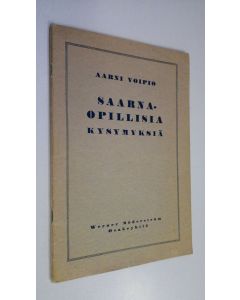 AARNI VOIPIO
SAARNA-
OPILLISIA
KYSYMYKSIÄ
Werner Söderström
Osakeyhtiö